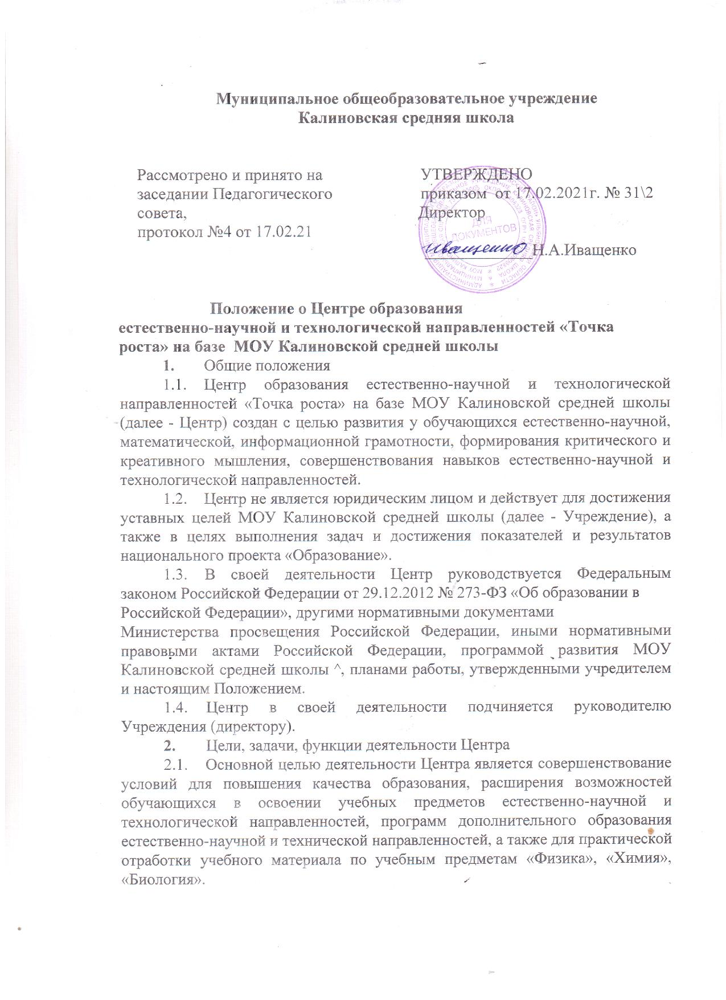 Муниципальное общеобразовательное учреждение
Калиновская средняя школа
Рассмотрено и принято на
заседании Педагогического
совета,
протокол №4 от 17.02.21
УТВЕРЖДЕНО
приказом от 17.02.2021г. № 31\2
Директор
ДЛЯ
ДОКУМЕНТОВ
Иващенко Н.А.Иващенко
Положение о Центре образования
естественно-научной и технологической направленностей «Точка
роста» на базе МОУ Калиновской средней школы
1. Общие положения
1.1. Центр образования естественно-научной и технологической
направленностей «Точка роста» на базе МОУ Калиновской средней школы
(далее - Центр) создан с целью развития у обучающихся естественно-научной,
математической, информационной грамотности, формирования критического и
креативного мышления, совершенствования навыков естественно-научной и
технологической направленностей.
1.2. Центр не является юридическим лицом и действует для достижения
уставных целей МОУ Калиновской средней школы (далее - Учреждение), а
также в целях выполнения задач и достижения показателей и результатов
национального проекта «Образование».
1.3. В своей деятельности Центр руководствуется Федеральным
законом Российской Федерации от 29.12.2012 № 273-ФЗ «Об образовании в
Российской Федерации», другими нормативными документами
Министерства просвещения Российской Федерации, иными нормативными
правовыми актами Российской Федерации, программой развития МОУ
Калиновской средней школы ^, планами работы, утвержденными учредителем
и настоящим Положением.
1.4. Центр в своей деятельности подчиняется руководителю
Учреждения (директору).
2. Цели, задачи, функции деятельности Центра
2.1. Основной целью деятельности Центра является совершенствование
условий для повышения качества образования, расширения возможностей
обучающихся в освоении учебных предметов естественно-научной и
технологической направленностей, программ дополнительного образования
естественно-научной и технической направленностей, а также для практической
отработки учебного материала по учебным предметам «Физика», «Химия»,
«Биология».